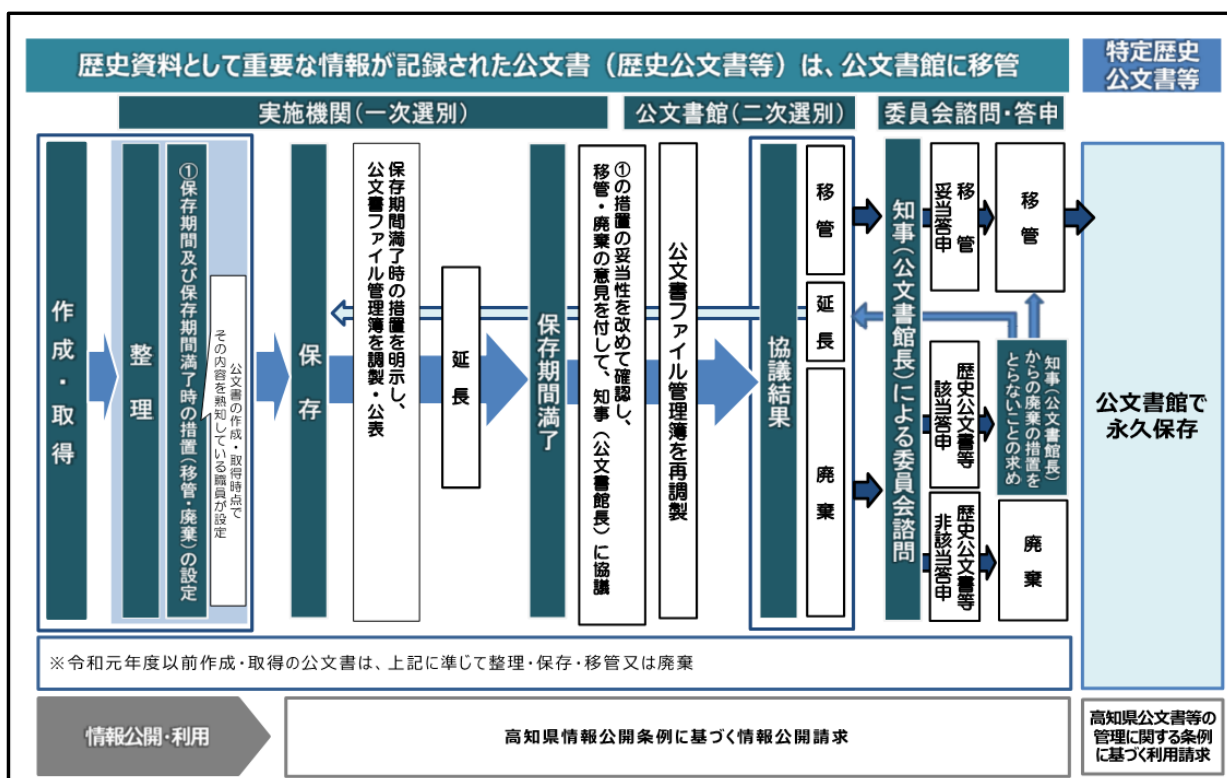 歴史資料として重要な情報が記録された公文書（歴史公文書等）は、公文書館に移管
特定歴史
公文書等
実施機関（一次選別）
公文書館（二次選別）
委員会諮問・答申
作成・取得
整理
①保存期間及び保存期間満了時の措置（移管・廃棄）の設定
公文書の作成・取得時点で
その内容を熟知している職員が設定
保存
保存期間満了時の措置を明示し、
公文書ファイル管理簿を調製・公表
延長
保存期間満了
①の措置の妥当性を改めて確認し、
移管・廃棄の意見を付して、知事（公文書館長）に協議
公文書ファイル管理簿を再調製
協議結果
移管
延長
廃棄
知事（公文書館長）による委員会諮問
移管
妥当答申
移管
歴史公文書等
該当答申
知事（公文書館長）
からの廃棄の措置を
とらないことの求め
歴史公文書等
非該当答申
廃棄
公文書館で
永久保存
※令和元年度以前作成・取得の公文書は、上記に準じて整理・保存・移管又は廃棄
情報公開・利用
高知県情報公開条例に基づく情報公開請求
高知県公文書等の
管理に関する条例
に基づく利用請求